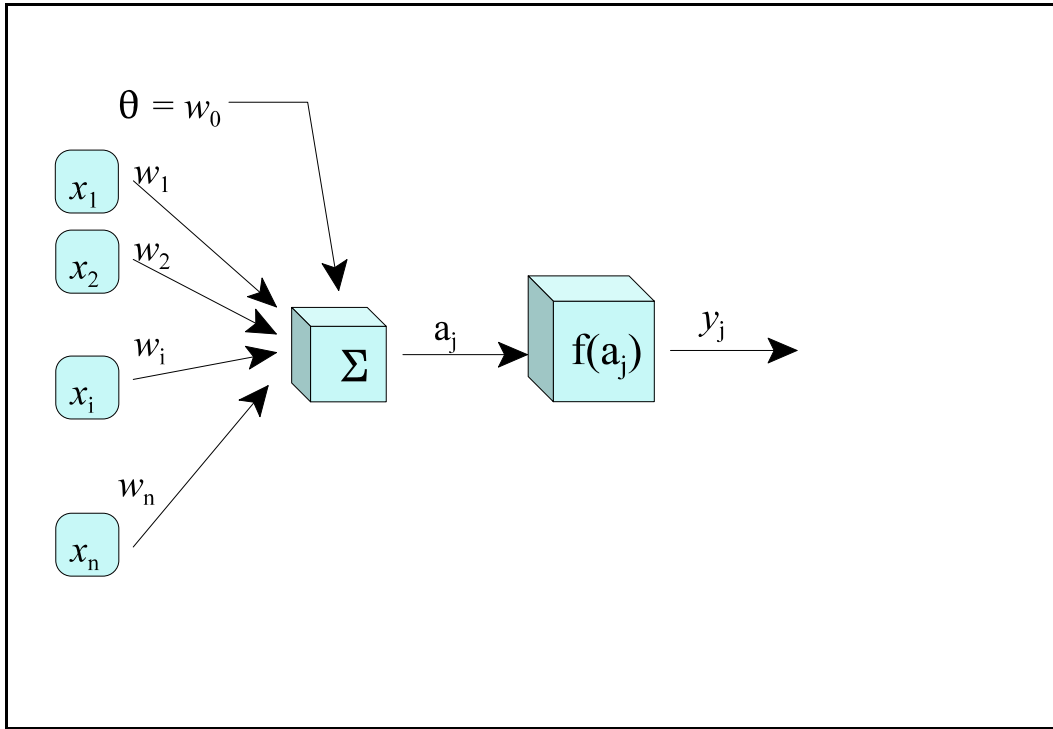 θ = w₀
w₁
x₁
w₂
x₂
wᵢ
xᵢ
wₙ
xₙ
Σ
aⱼ
f(aⱼ)
yⱼ